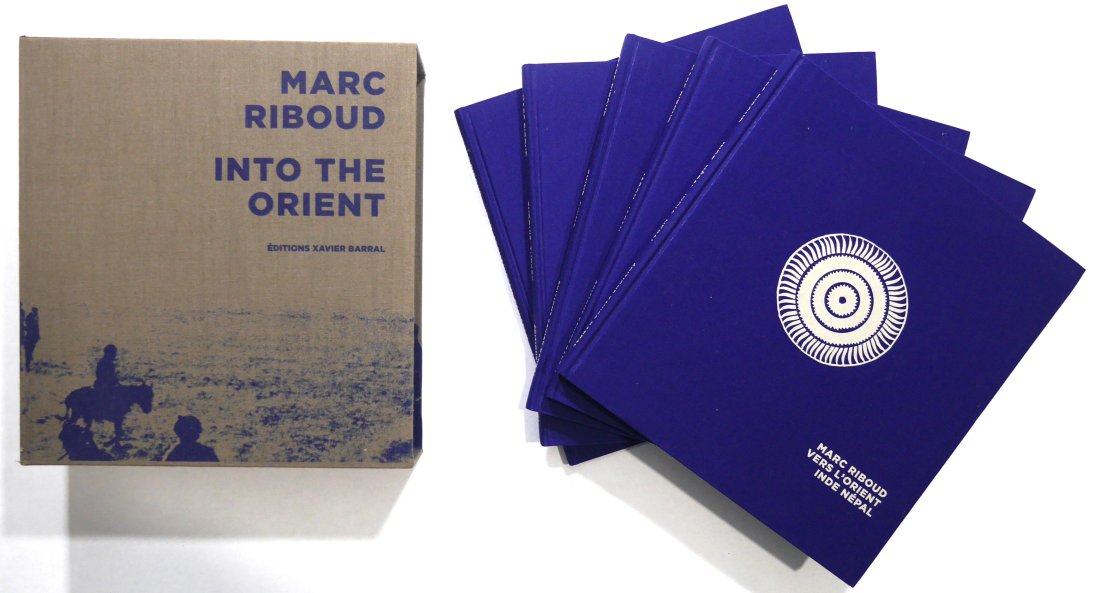 MARC
RIBOUD
INTO THE
ORIENT
ÉDITIONS XAVIER BARRAL
MARC RIBOUD
VERS L'ORIENT
INDE NÉPAL